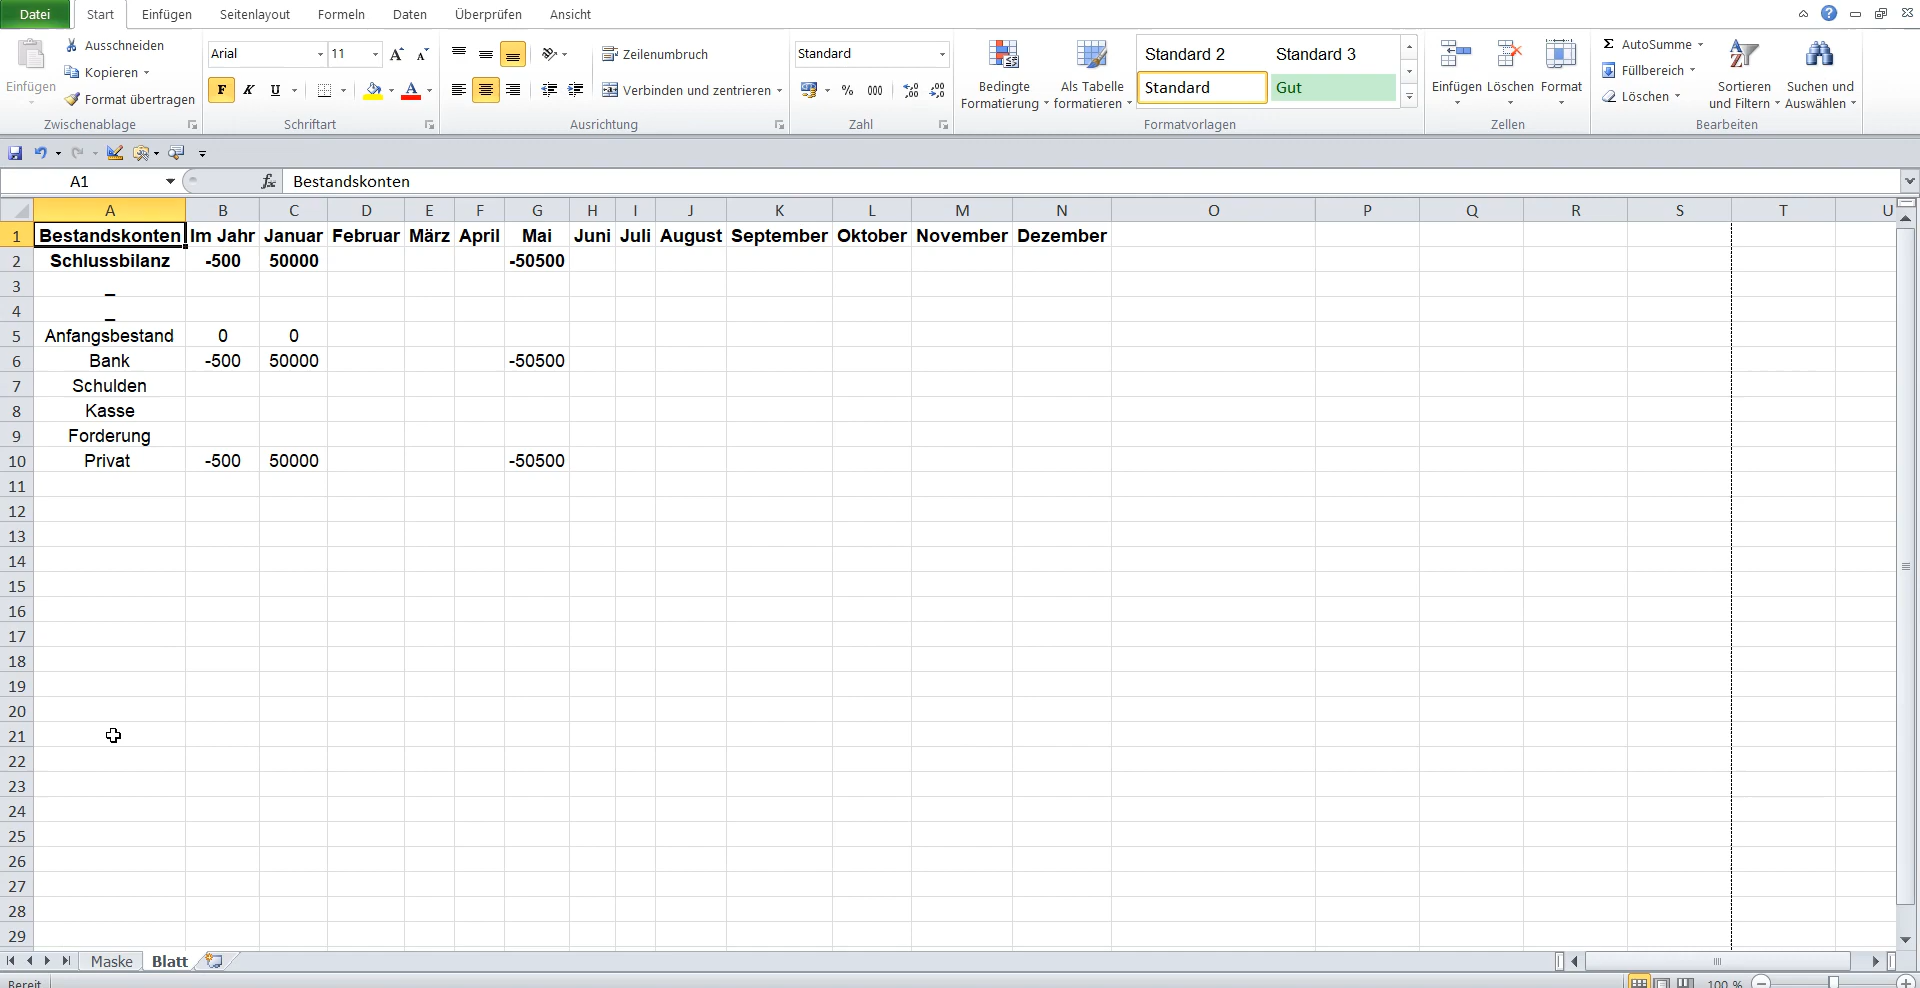 Datei Start Einfügen Seitenlayout Formeln Daten Überprüfen Ansicht
Einfügen
Ausschneiden
Kopieren
Format übertragen
Zwischenablage
Arial 11
F K U
Schriftart
Zeilenumbruch
Verbinden und zentrieren
Ausrichtung
Standard
% 000
Zahl
Bedingte Formatierung
Als Tabelle formatieren
Standard 2 Standard 3
Standard Gut
Formatvorlagen
Einfügen Löschen Format
Zellen
Σ AutoSumme
Füllbereich
Löschen
Sortieren und Filtern
Suchen und Auswählen
Bearbeiten
A1 fx Bestandskonten
A B C D E F G H I J K L M N O P Q R S T U
1 Bestandskonten Im Jahr Januar Februar März April Mai Juni Juli August September Oktober November Dezember
2 Schlussbilanz -500 50000 -50500
3 _
4 _
5 Anfangsbestand 0 0
6 Bank -500 50000 -50500
7 Schulden
8 Kasse
9 Forderung
10 Privat -500 50000 -50500
11
12
13
14
15
16
17
18
19
20
21
22
23
24
25
26
27
28
29
Maske Blatt
Bereit 100 %